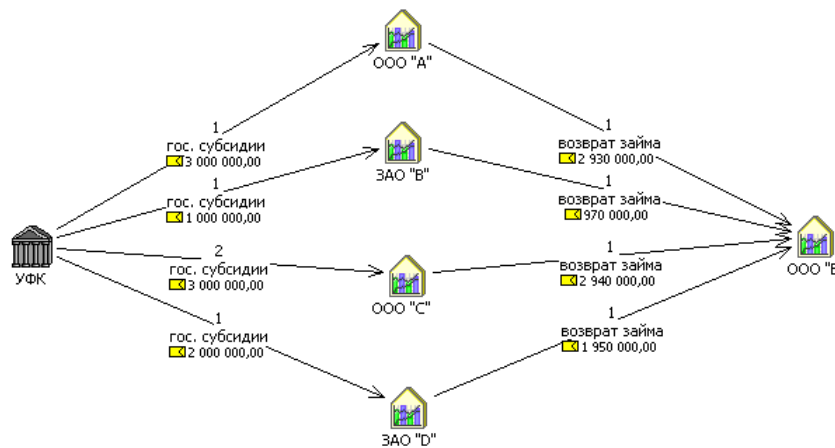 ООО "А"
1
гос. субсидии
3 000 000,00
1
возврат займа
2 930 000,00
ЗАО "В"
1
гос. субсидии
1 000 000,00
1
возврат займа
970 000,00
УФК
2
гос. субсидии
3 000 000,00
ООО "С"
1
возврат займа
2 940 000,00
ООО "Е
1
гос. субсидии
2 000 000,00
1
возврат займа
1 950 000,00
ЗАО "D"